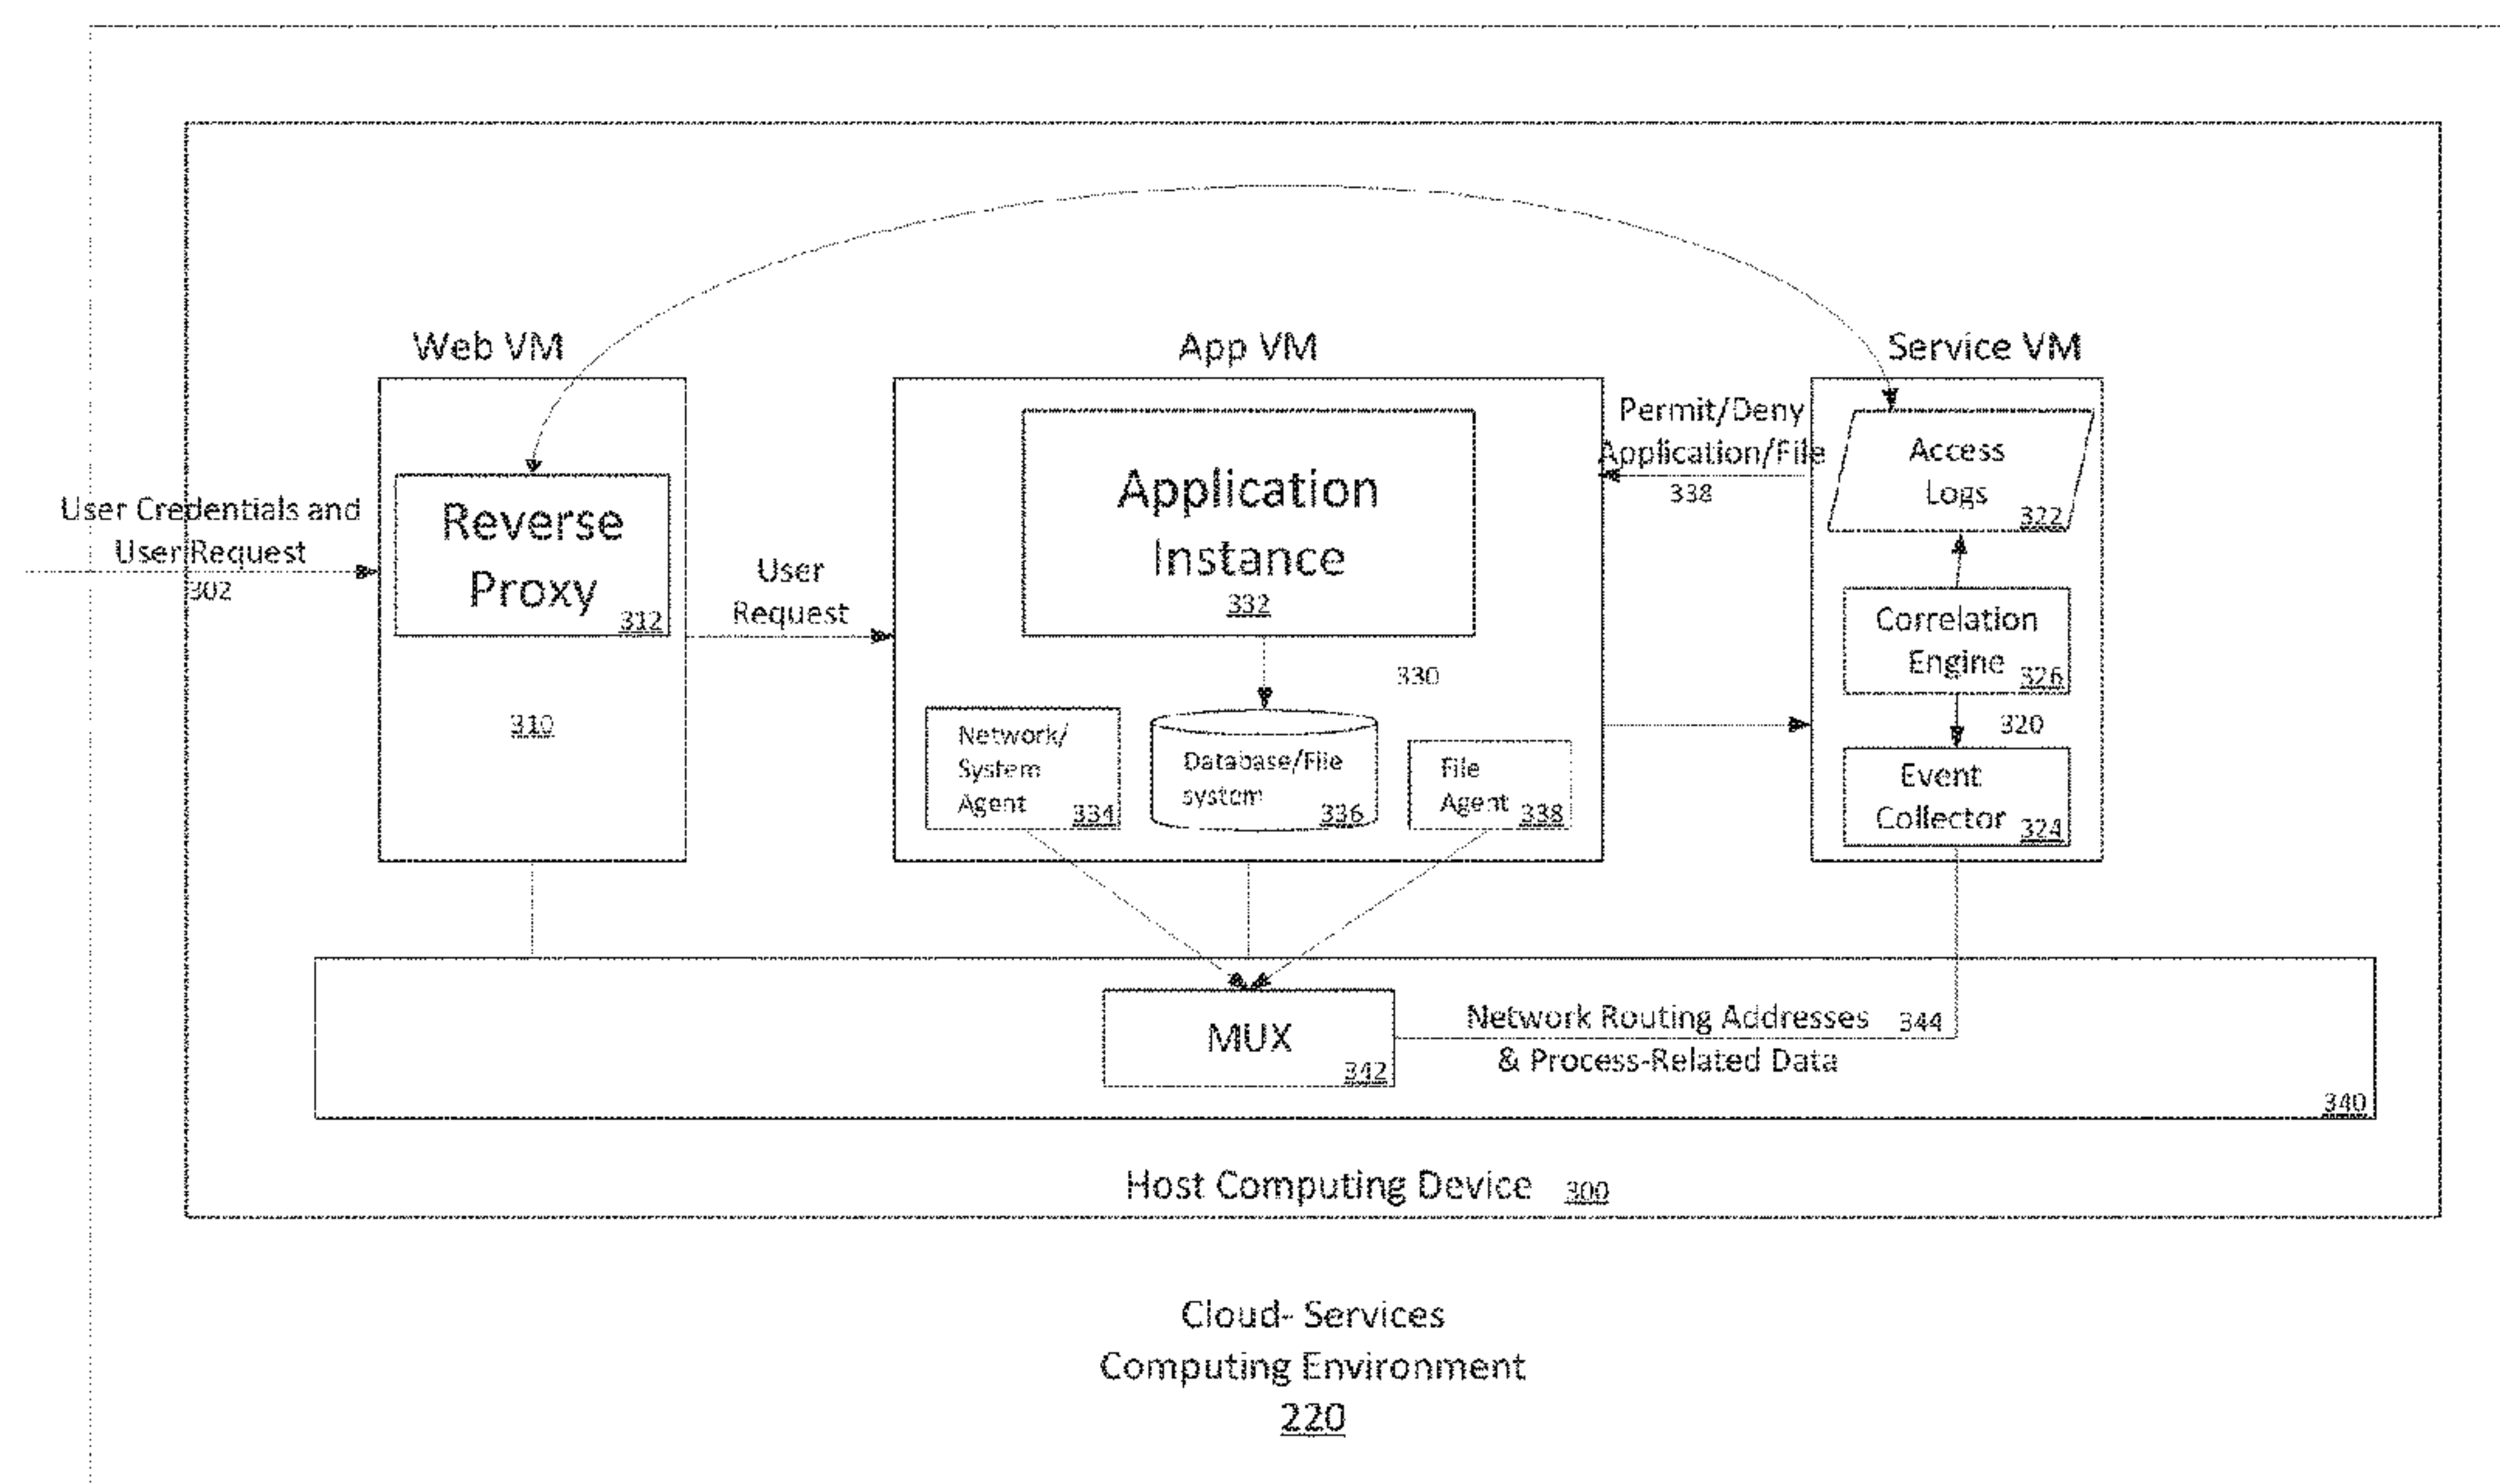 Web VM
App VM
Service VM
User Credentials and
User Request
302
Reverse
Proxy
312
310
User
Request
Application
Instance
332
330
Network/
System
Agent
334
Database/File
system
336
File
Agent
338
Permit/Deny
Application/File
338
Access
Logs
322
Correlation
Engine
326
320
Event
Collector
324
MUX
342
Network Routing Addresses
344
& Process-Related Data
340
Host Computing Device
300
Cloud- Services
Computing Environment
220